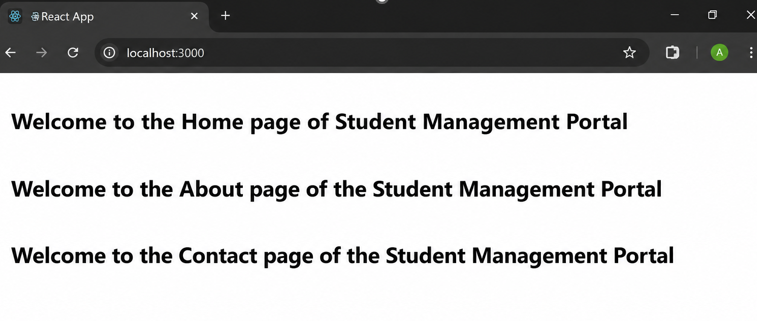 React App
localhost:3000
A
Welcome to the Home page of Student Management Portal
Welcome to the About page of the Student Management Portal
Welcome to the Contact page of the Student Management Portal